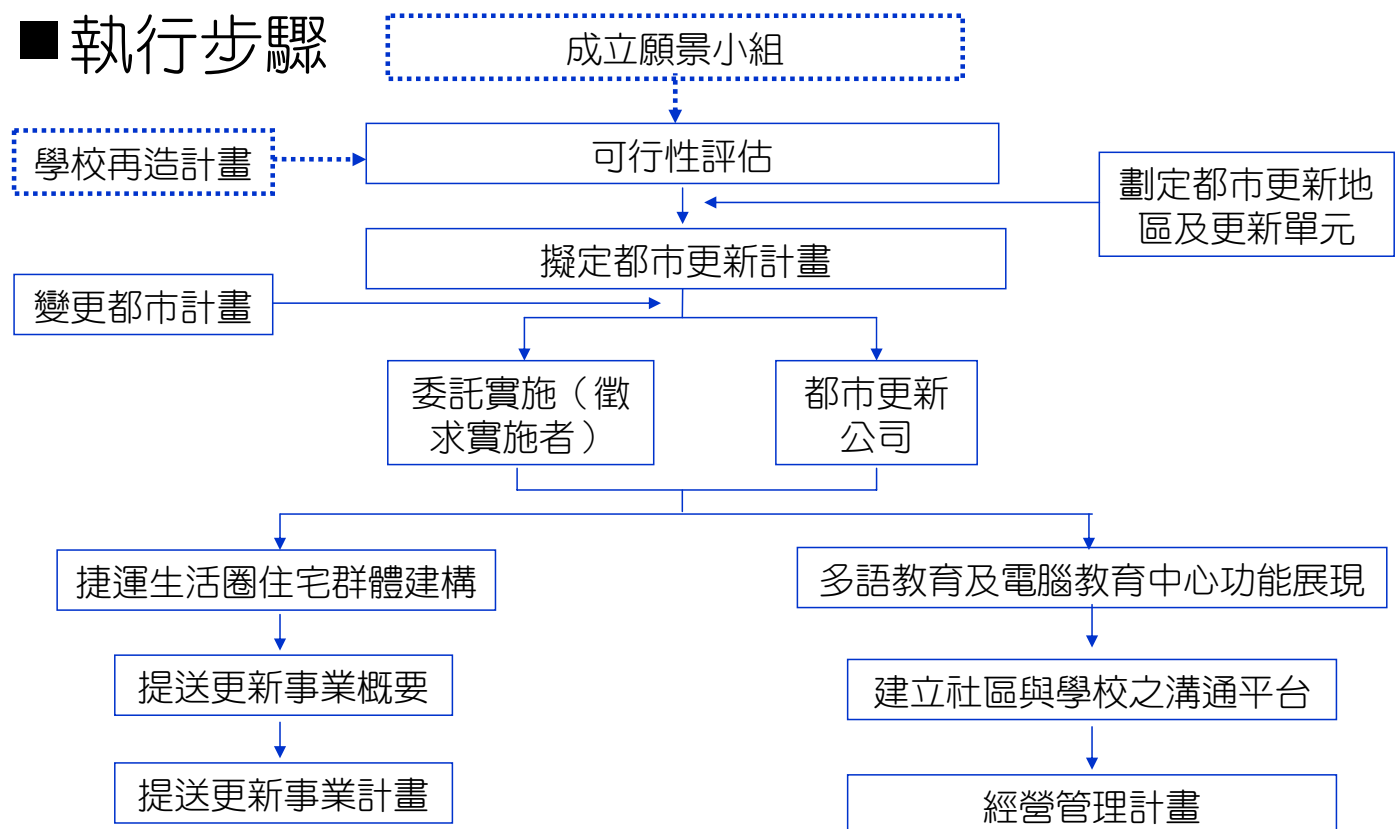 ■執行步驟
成立願景小組
可行性評估
學校再造計畫
劃定都市更新地
區及更新單元
擬定都市更新計畫
變更都市計畫
委託實施（徵
求實施者）
都市更新
公司
捷運生活圈住宅群體建構
多語教育及電腦教育中心功能展現
提送更新事業概要
建立社區與學校之溝通平台
提送更新事業計畫
經營管理計畫